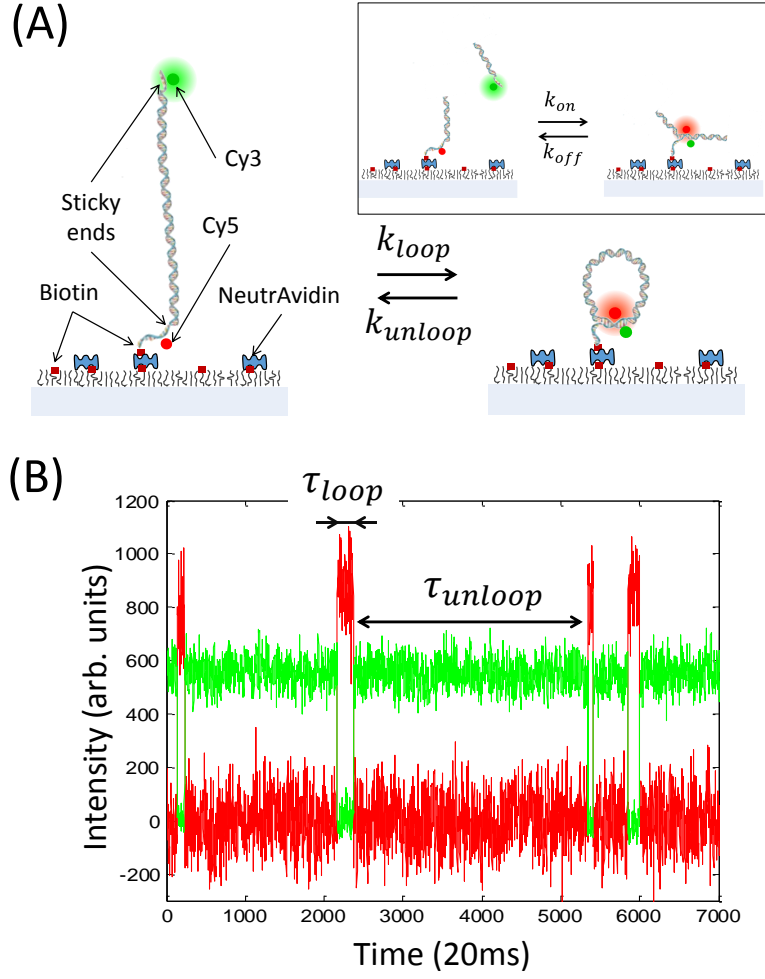 (A)
Cy3
Sticky
ends
Cy5
Biotin
NeutrAvidin
k_on
k_off
k_loop
k_unloop
(B)
τ_loop
τ_unloop
Intensity (arb. units)
1200
1000
800
600
400
200
0
-200
0
1000
2000
3000
4000
5000
6000
7000
Time (20ms)